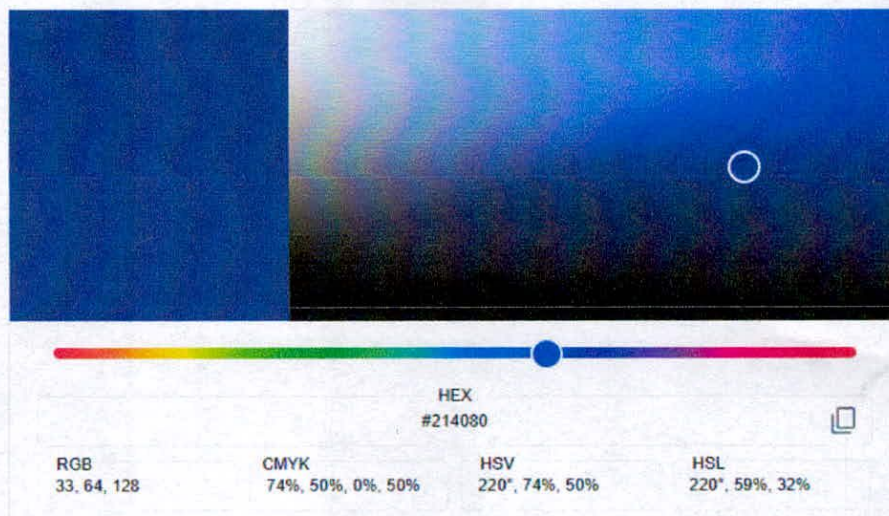 HEX
#214080
RGB
33, 64, 128
CMYK
74%, 50%, 0%, 50%
HSV
220°, 74%, 50%
HSL
220°, 59%, 32%